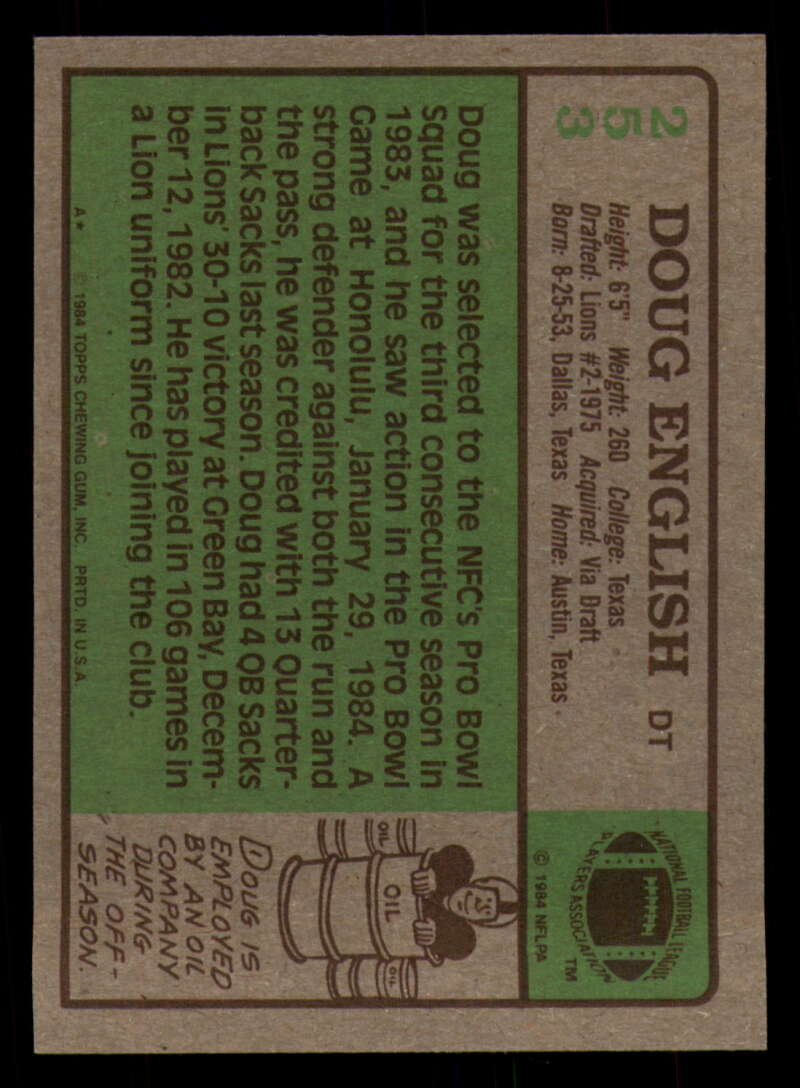 253
DOUG ENGLISH DT
Height: 6'5" Weight: 260 College: Texas
Drafted: Lions #2-1975 Acquired: Via Draft
Born: 8-25-53, Dallas, Texas Home: Austin, Texas
NATIONAL FOOTBALL LEAGUE
PLAYERS ASSOCIATION
TM
© 1984 NFLPA
Doug was selected to the NFC's Pro Bowl
Squad for the third consecutive season in
1983, and he saw action in the Pro Bowl
Game at Honolulu, January 29, 1984. A
strong defender against both the run and
the pass, he was credited with 13 Quarter-
back Sacks last season. Doug had 4 QB Sacks
in Lions' 30-10 victory at Green Bay, Decem-
ber 12, 1982. He has played in 106 games in
a Lion uniform since joining the club.
A* © 1984 TOPPS CHEWING GUM, INC. PRTD. IN U.S.A.
OIL
OIL
OIL
DOUG IS
EMPLOYED
BY AN OIL
COMPANY
DURING
THE OFF-
SEASON.